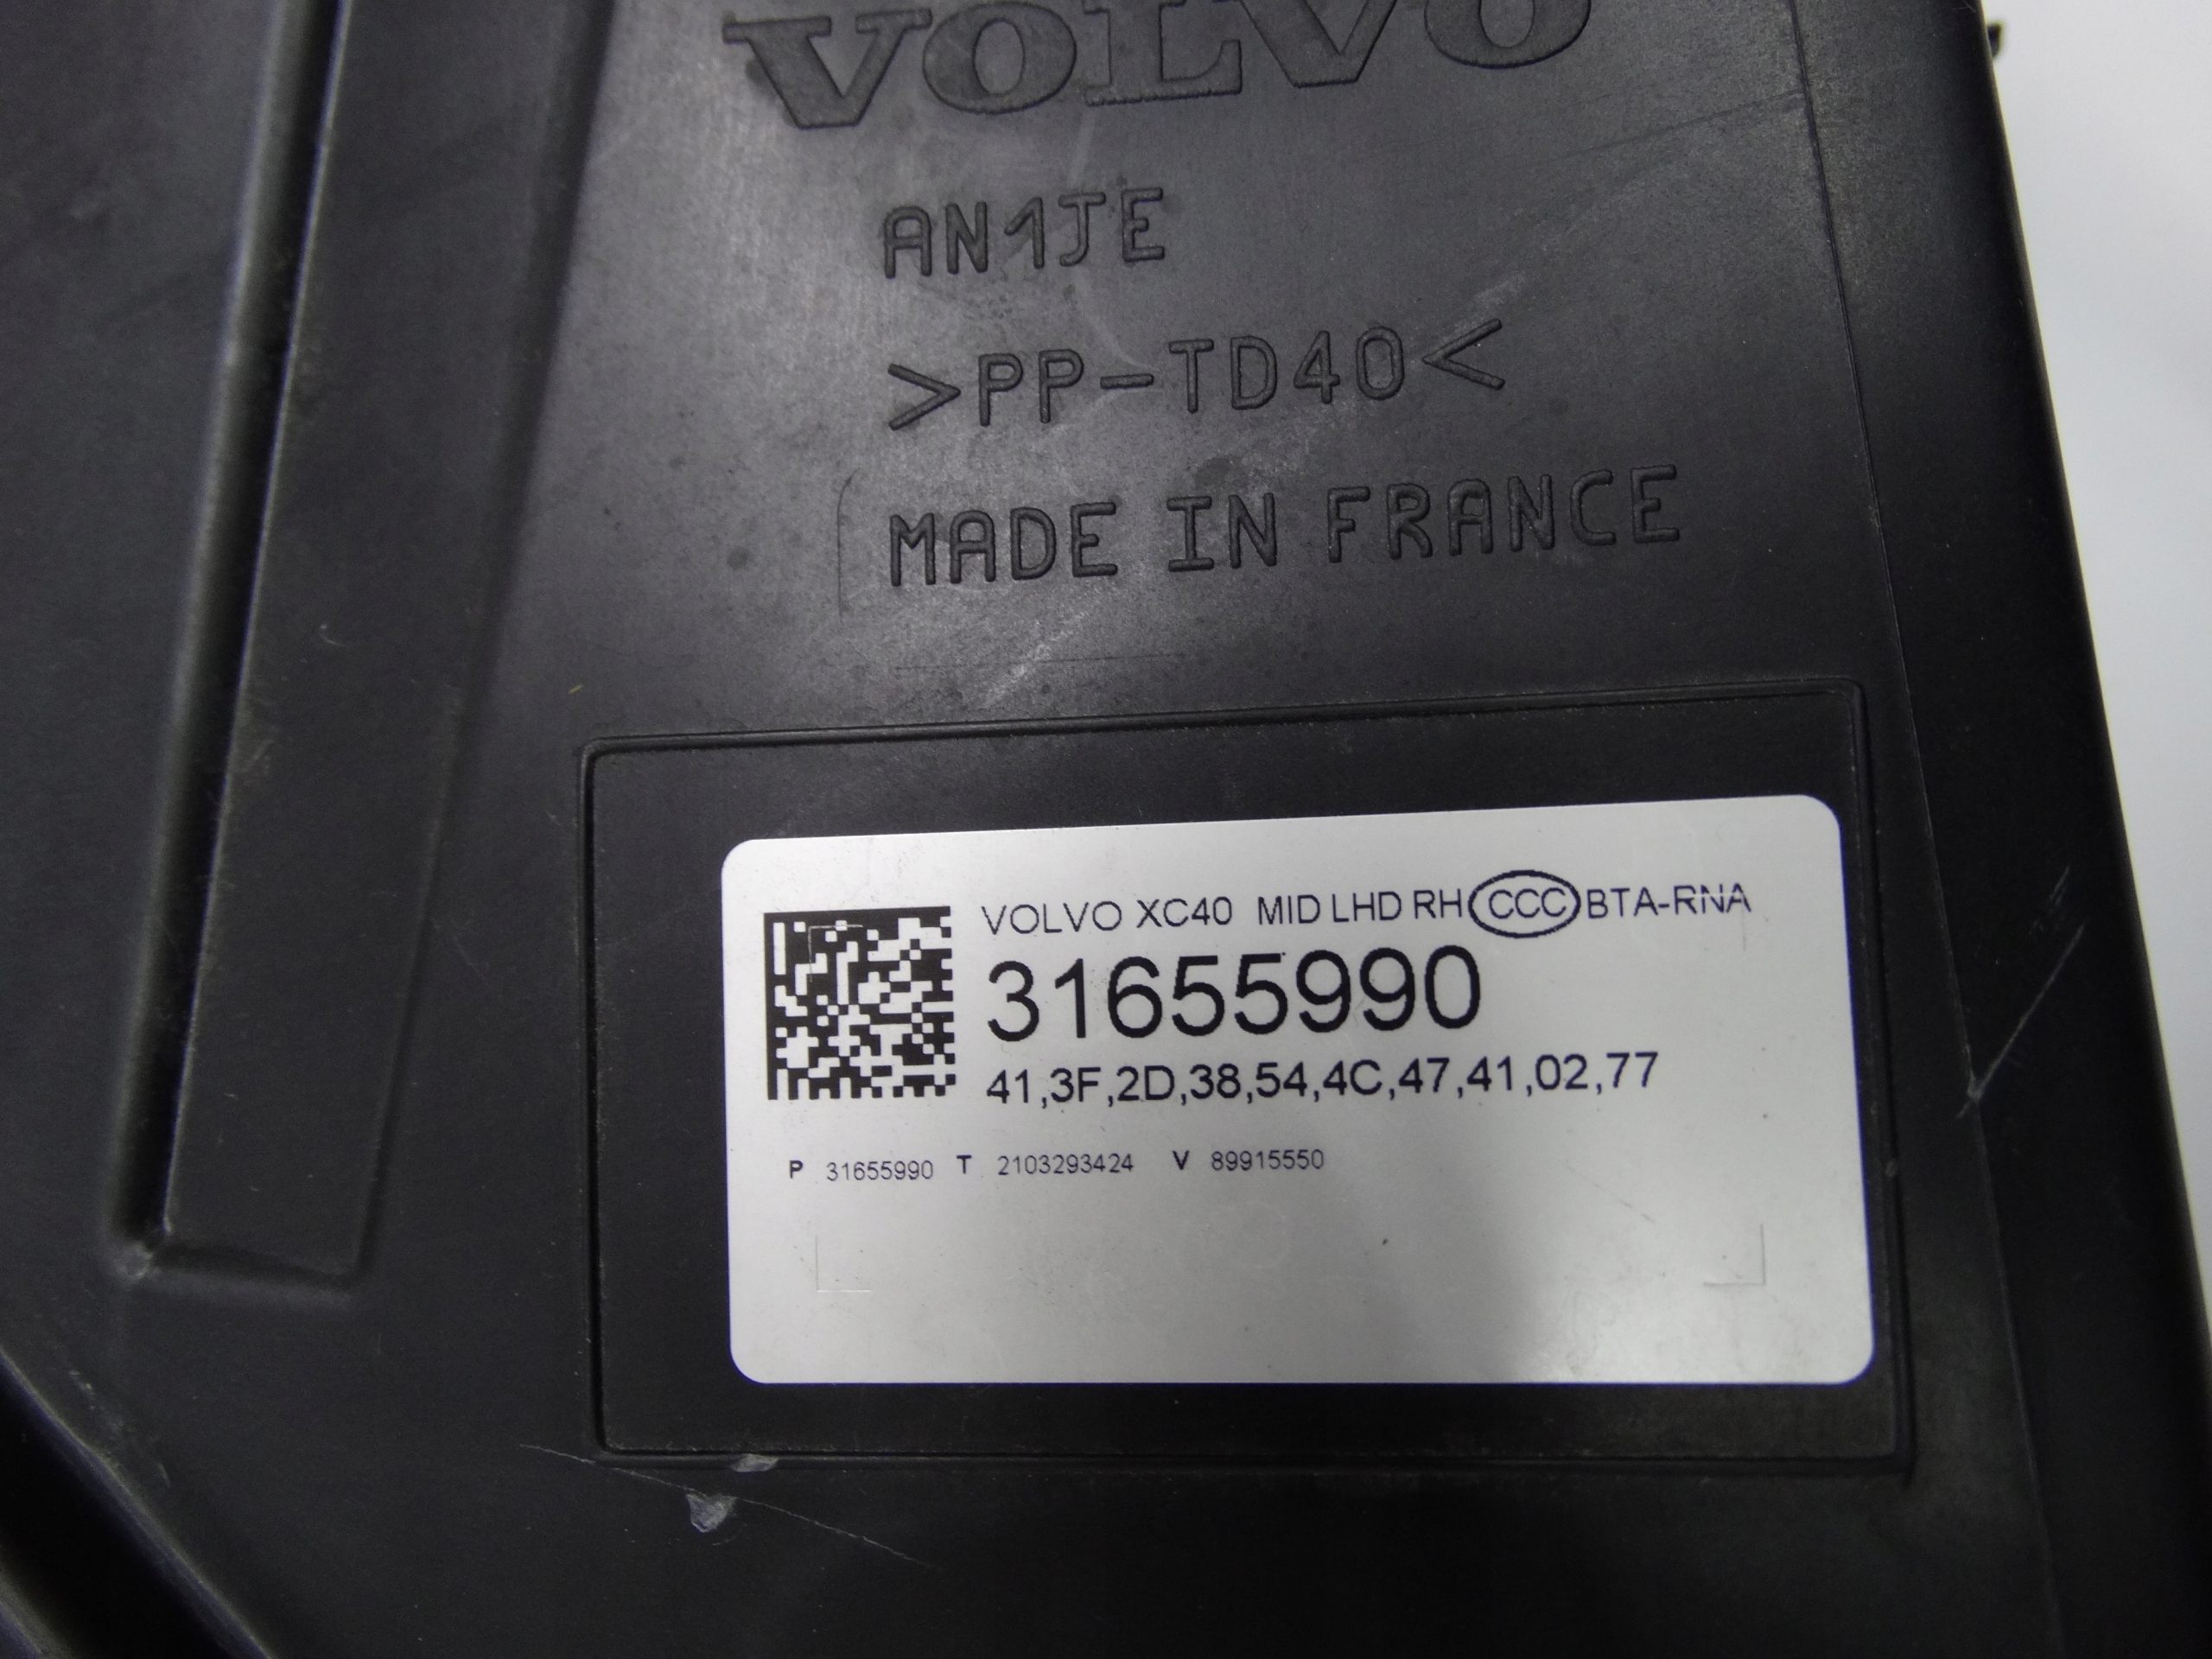 VOLVO
AN1JE
>PP-TD40<
MADE IN FRANCE
VOLVO XC40 MID LHD RH CCC BTA-RNA
31655990
41,3F,2D,38,54,4C,47,41,02,77
P 31655990 T 2103293424 V 89915550